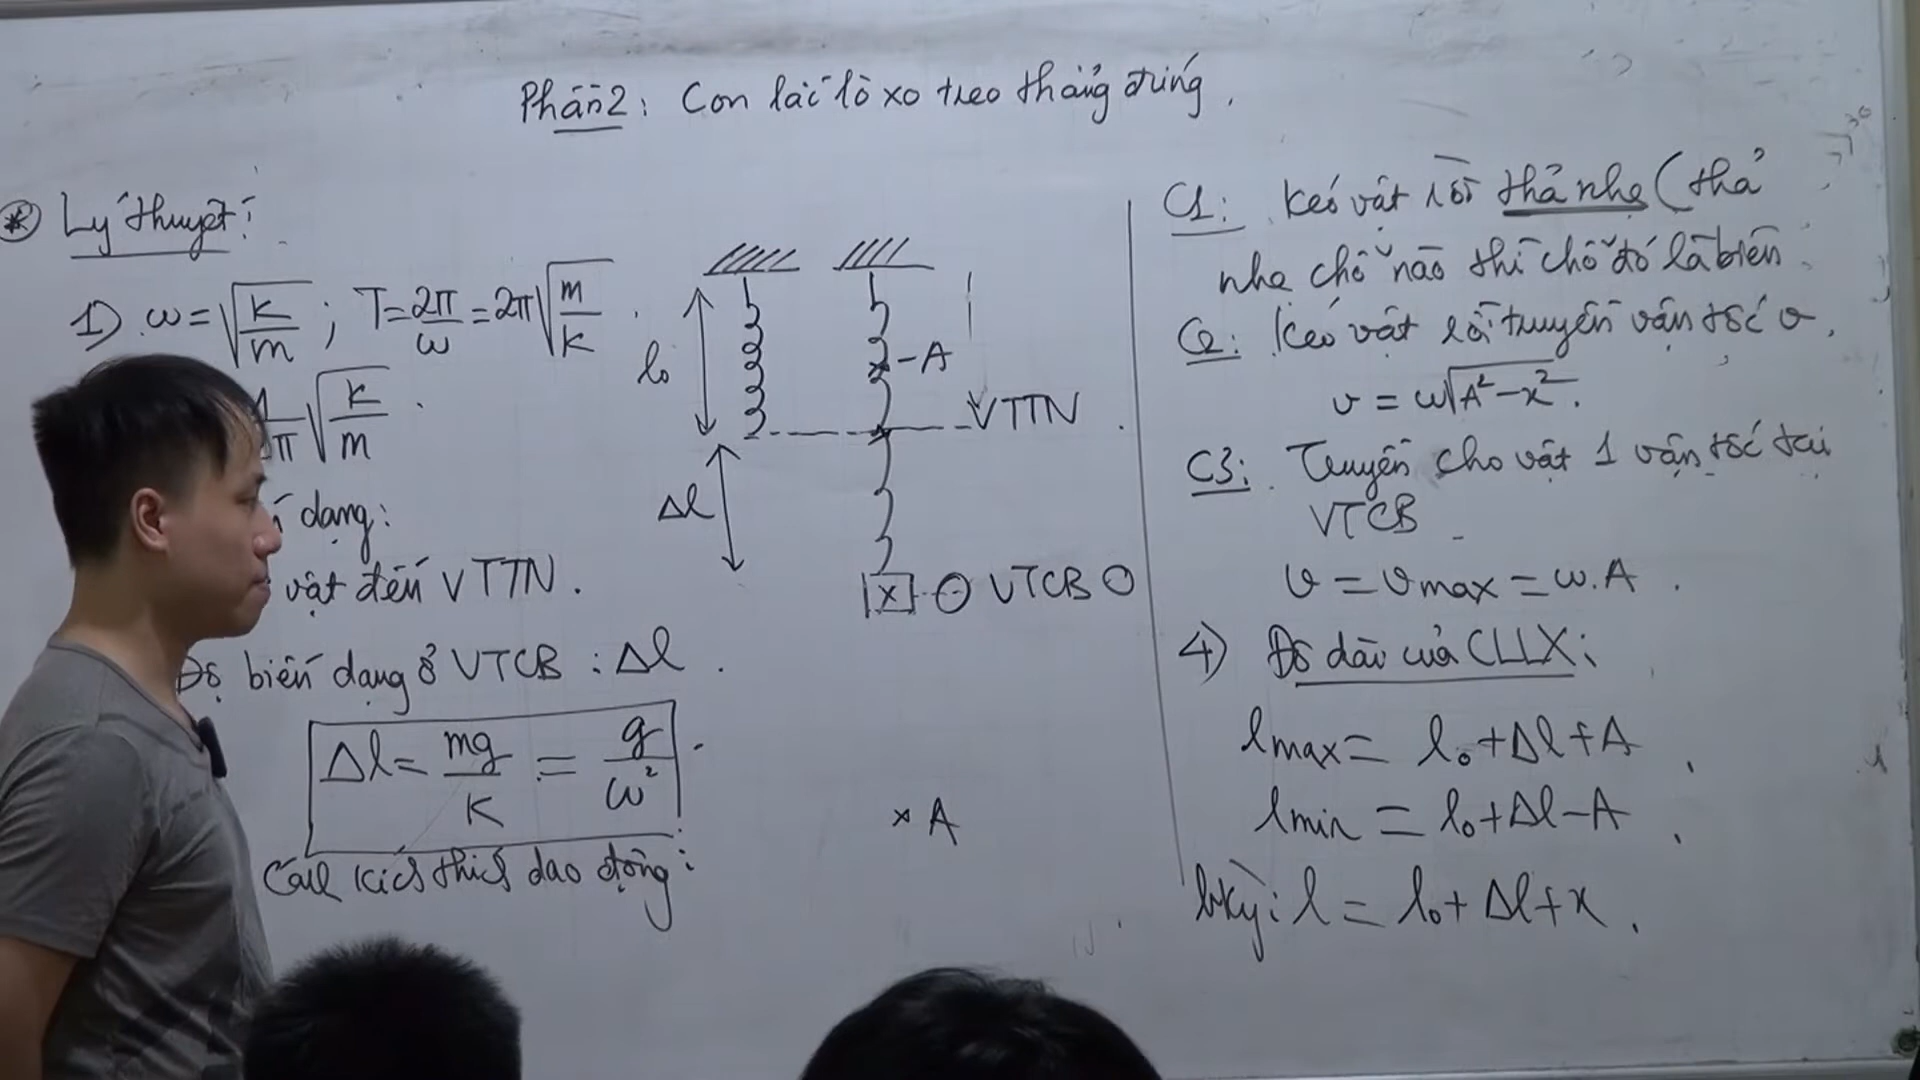 Phần 2: Con lắc lò xo treo thẳng đứng.
* Lý thuyết:
1) ω = √(k/m) ; T = 2π/ω = 2π√(m/k) .
π √(k/m) .
dạng:
vật đến VTTN .
Độ biến dạng ở VTCB : Δl .
Δl = mg/K = g/ω² .
Cách kích thích dao động:
l₀
-A
VTTN
Δl
x O VTCB O
× A
C1: Kéo vật rồi thả nhẹ (thả
nhẹ chỗ nào thì chỗ đó là biên
C2: Kéo vật rồi truyền vận tốc v.
v = ω√(A²-x²).
C3: Truyền cho vật 1 vận tốc tại
VTCB
v = vmax = ω.A .
4) Độ dài của CLLX:
lmax = l₀+Δl+A
lmin = l₀+Δl-A
bkỳ: l = l₀+Δl+x .